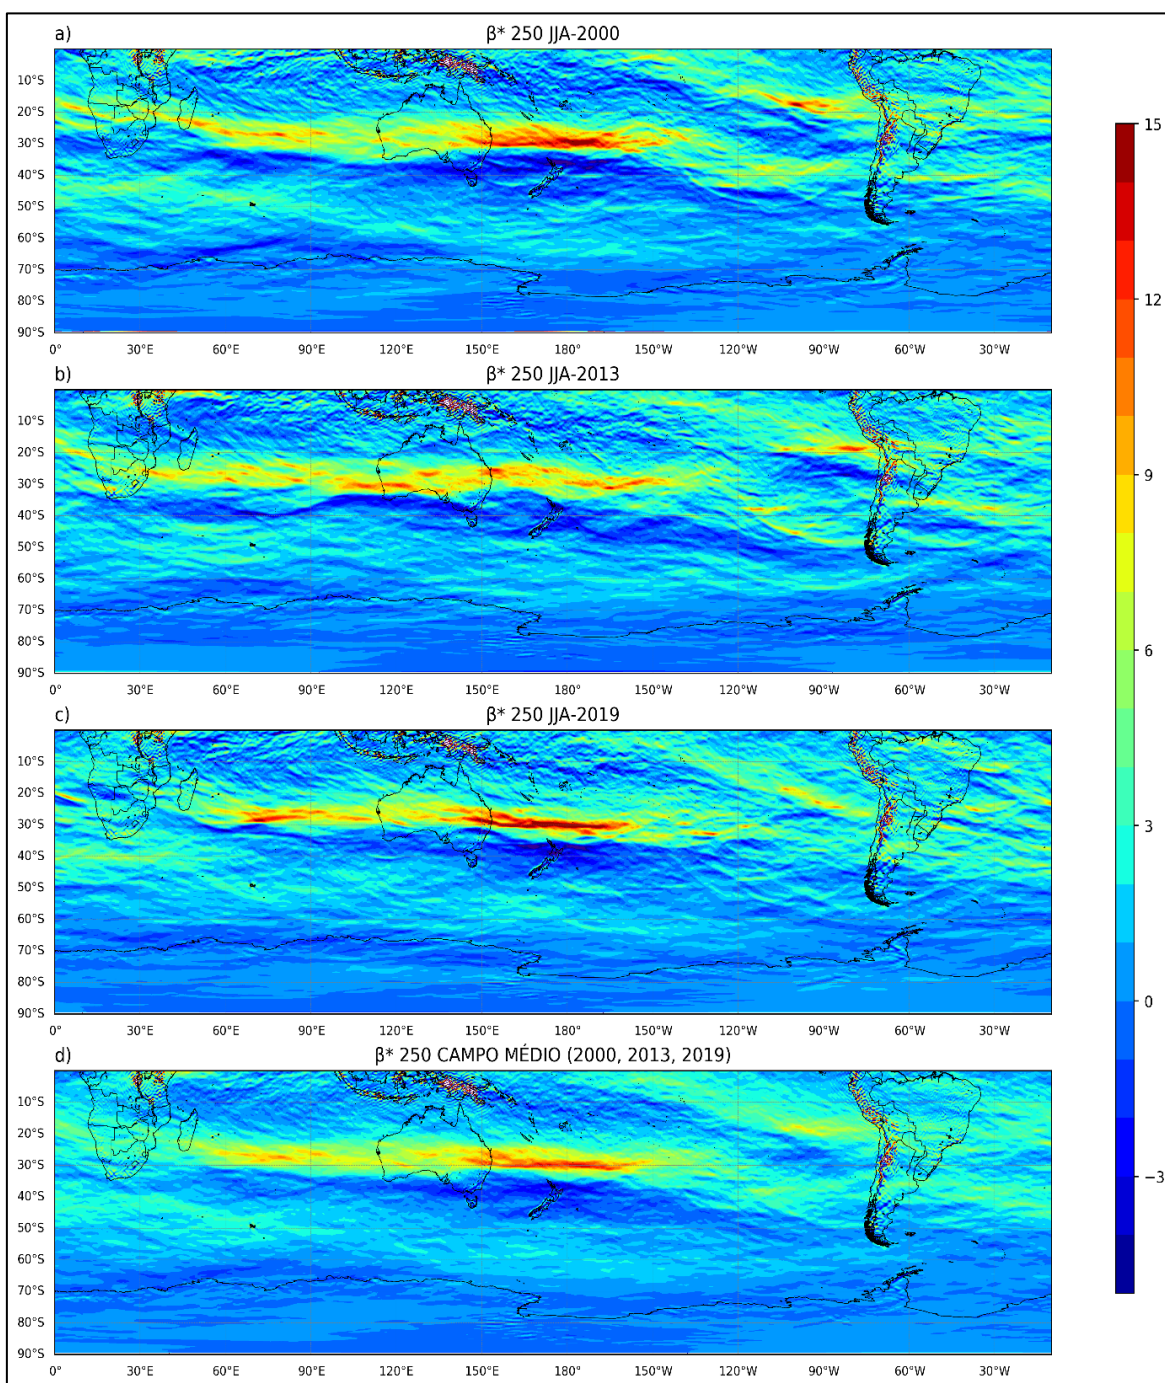 a)
β* 250 JJA-2000
10°S
20°S
30°S
40°S
50°S
60°S
70°S
80°S
90°S
0° 30°E 60°E 90°E 120°E 150°E 180° 150°W 120°W 90°W 60°W 30°W
b)
β* 250 JJA-2013
10°S
20°S
30°S
40°S
50°S
60°S
70°S
80°S
90°S
0° 30°E 60°E 90°E 120°E 150°E 180° 150°W 120°W 90°W 60°W 30°W
c)
β* 250 JJA-2019
10°S
20°S
30°S
40°S
50°S
60°S
70°S
80°S
90°S
0° 30°E 60°E 90°E 120°E 150°E 180° 150°W 120°W 90°W 60°W 30°W
d)
β* 250 CAMPO MÉDIO (2000, 2013, 2019)
10°S
20°S
30°S
40°S
50°S
60°S
70°S
80°S
90°S
0° 30°E 60°E 90°E 120°E 150°E 180° 150°W 120°W 90°W 60°W 30°W
15
12
9
6
3
0
−3